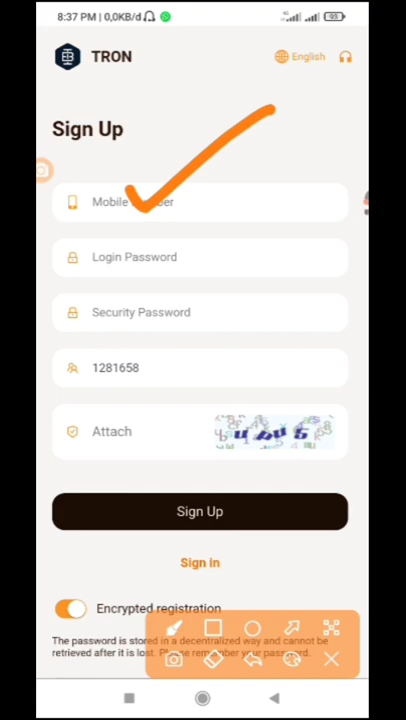 8:37 PM | 0,0KB/d
4G
93
TRON
English
Sign Up
Mobile
Login Password
Security Password
1281658
Attach
Sign Up
Sign in
Encrypted registration
The password is stored in a decentralized way and cannot be
retrieved after it is lost. Please remember your password.